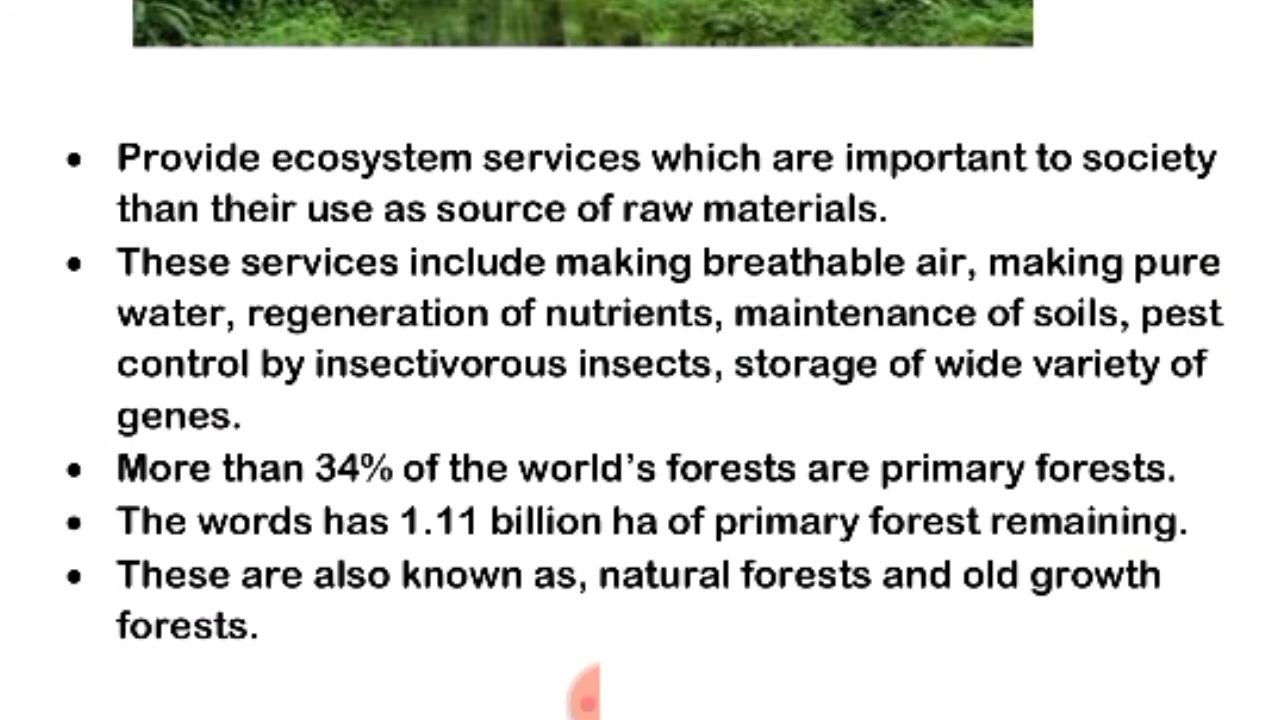 • Provide ecosystem services which are important to society
than their use as source of raw materials.
• These services include making breathable air, making pure
water, regeneration of nutrients, maintenance of soils, pest
control by insectivorous insects, storage of wide variety of
genes.
• More than 34% of the world’s forests are primary forests.
• The words has 1.11 billion ha of primary forest remaining.
• These are also known as, natural forests and old growth
forests.